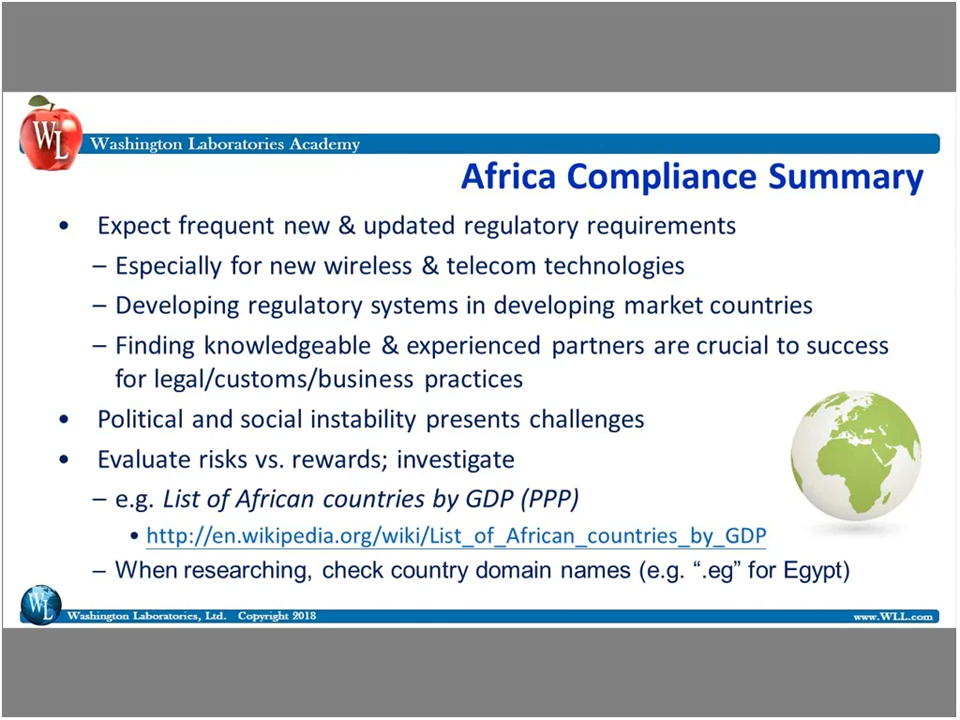 WL
Washington Laboratories Academy
Africa Compliance Summary
• Expect frequent new & updated regulatory requirements
– Especially for new wireless & telecom technologies
– Developing regulatory systems in developing market countries
– Finding knowledgeable & experienced partners are crucial to success
for legal/customs/business practices
• Political and social instability presents challenges
• Evaluate risks vs. rewards; investigate
– e.g. List of African countries by GDP (PPP)
• http://en.wikipedia.org/wiki/List_of_African_countries_by_GDP
– When researching, check country domain names (e.g. “.eg” for Egypt)
WL
Washington Laboratories, Ltd. Copyright 2018
www.WLL.com